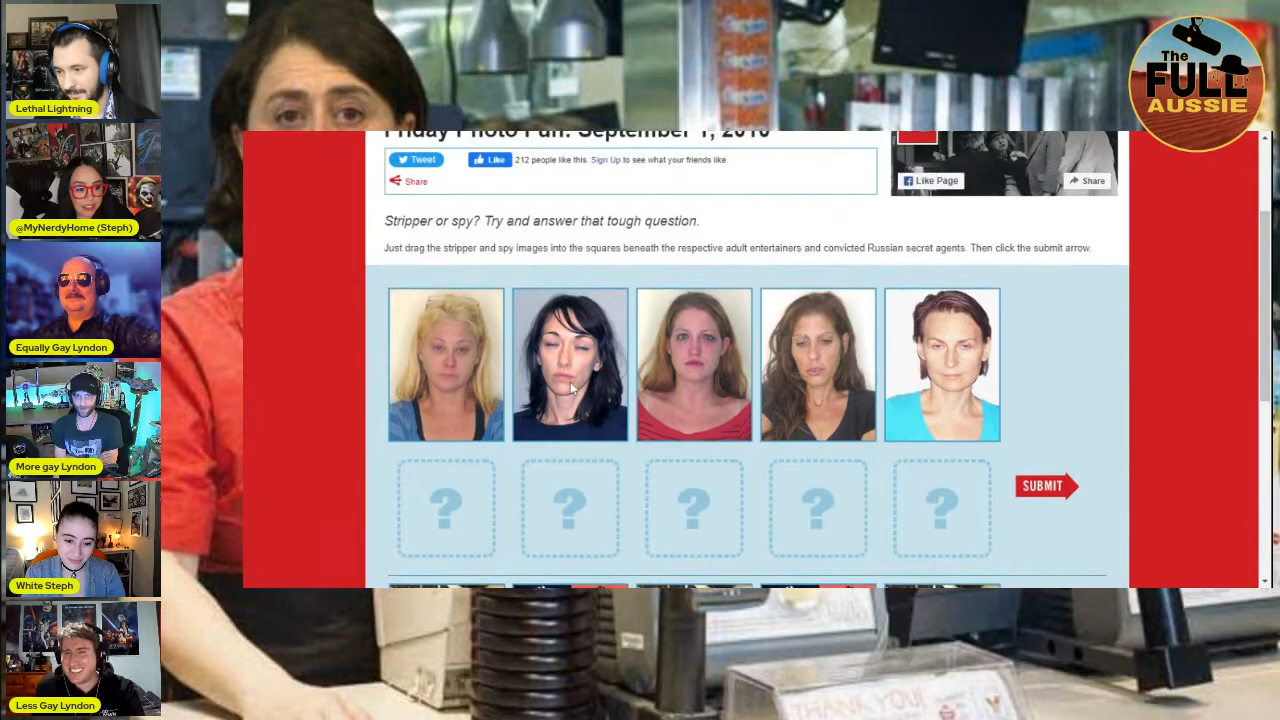 Lethal Lightning
@MyNerdyHome (Steph)
Equally Gay Lyndon
More gay Lyndon
White Steph
Less Gay Lyndon
The
FULL
AUSSIE
Tweet
Like
212 people like this. Sign Up to see what your friends like.
Share
Like Page
Share
Stripper or spy? Try and answer that tough question.
Just drag the stripper and spy images into the squares beneath the respective adult entertainers and convicted Russian secret agents. Then click the submit arrow.
? ? ? ? ?
SUBMIT